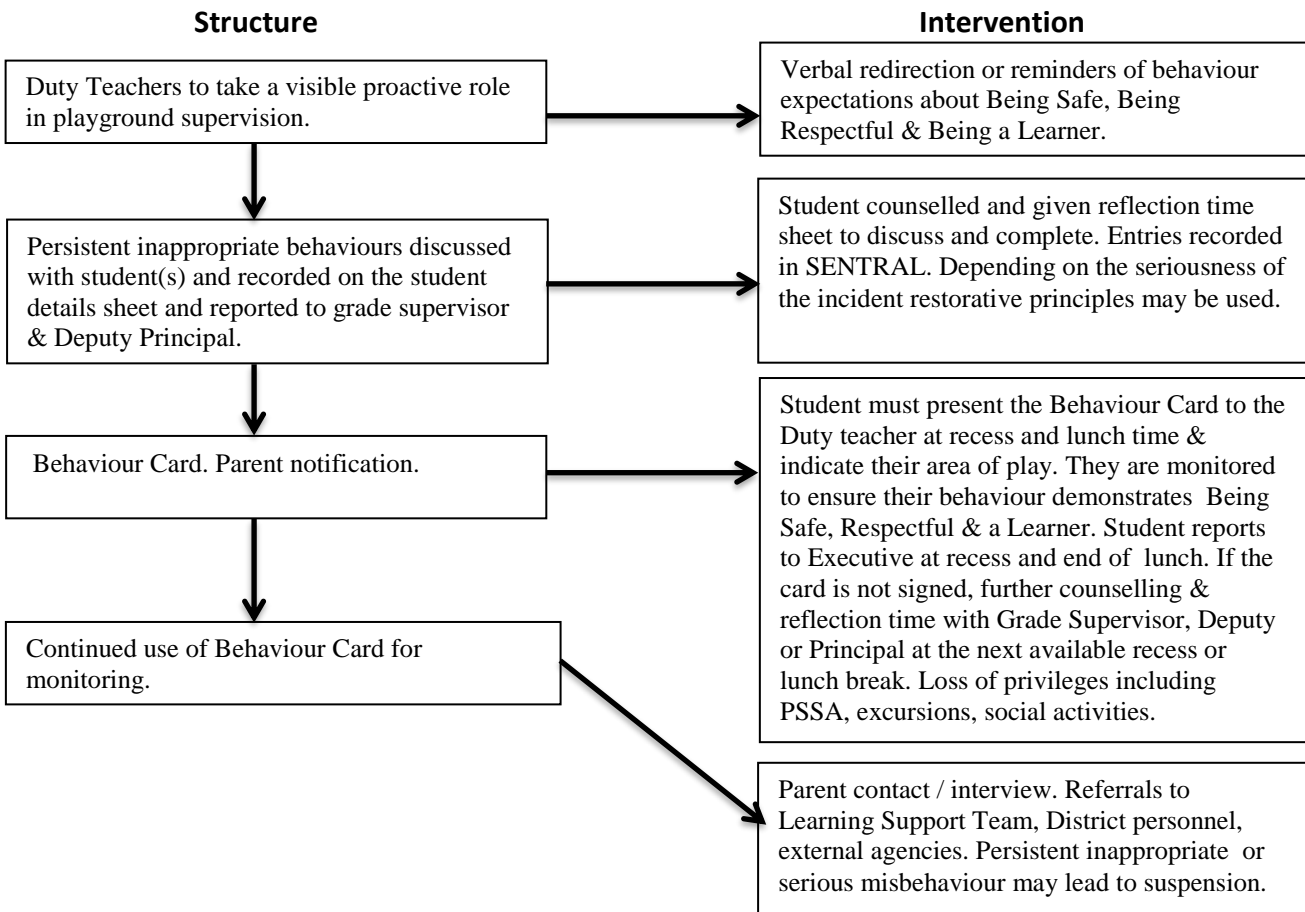 Structure
Intervention
Duty Teachers to take a visible proactive role
in playground supervision.
Verbal redirection or reminders of behaviour
expectations about Being Safe, Being
Respectful & Being a Learner.
Persistent inappropriate behaviours discussed
with student(s) and recorded on the student
details sheet and reported to grade supervisor
& Deputy Principal.
Student counselled and given reflection time
sheet to discuss and complete. Entries recorded
in SENTRAL. Depending on the seriousness of
the incident restorative principles may be used.
Behaviour Card. Parent notification.
Student must present the Behaviour Card to the
Duty teacher at recess and lunch time &
indicate their area of play. They are monitored
to ensure their behaviour demonstrates Being
Safe, Respectful & a Learner. Student reports
to Executive at recess and end of lunch. If the
card is not signed, further counselling &
reflection time with Grade Supervisor, Deputy
or Principal at the next available recess or
lunch break. Loss of privileges including
PSSA, excursions, social activities.
Continued use of Behaviour Card for
monitoring.
Parent contact / interview. Referrals to
Learning Support Team, District personnel,
external agencies. Persistent inappropriate or
serious misbehaviour may lead to suspension.